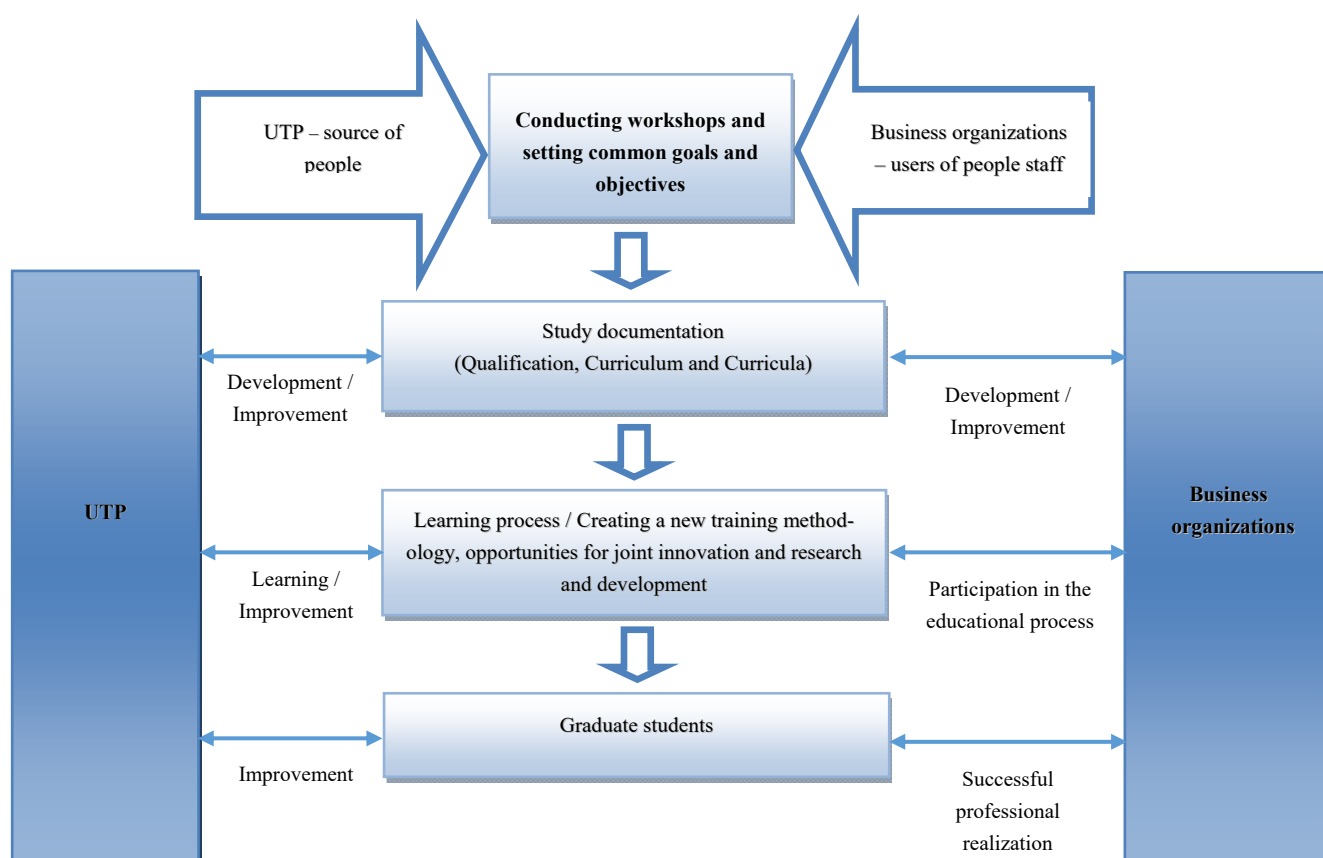 UTP – source of
people
Conducting workshops and
setting common goals and
objectives
Business organizations
– users of people staff
Study documentation
(Qualification, Curriculum and Curricula)
Development /
Improvement
Development /
Improvement
UTP
Business
organizations
Learning process / Creating a new training method-
ology, opportunities for joint innovation and research
and development
Learning /
Improvement
Participation in the
educational process
Graduate students
Improvement
Successful
professional
realization